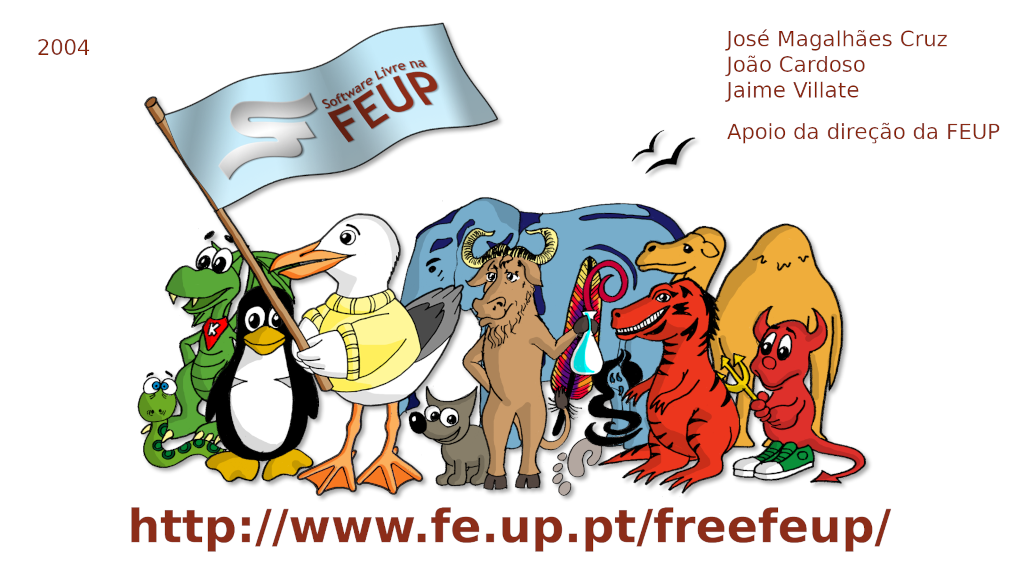 2004
José Magalhães Cruz
João Cardoso
Jaime Villate
Apoio da direção da FEUP
Software Livre na
FEUP
K
http://www.fe.up.pt/freefeup/